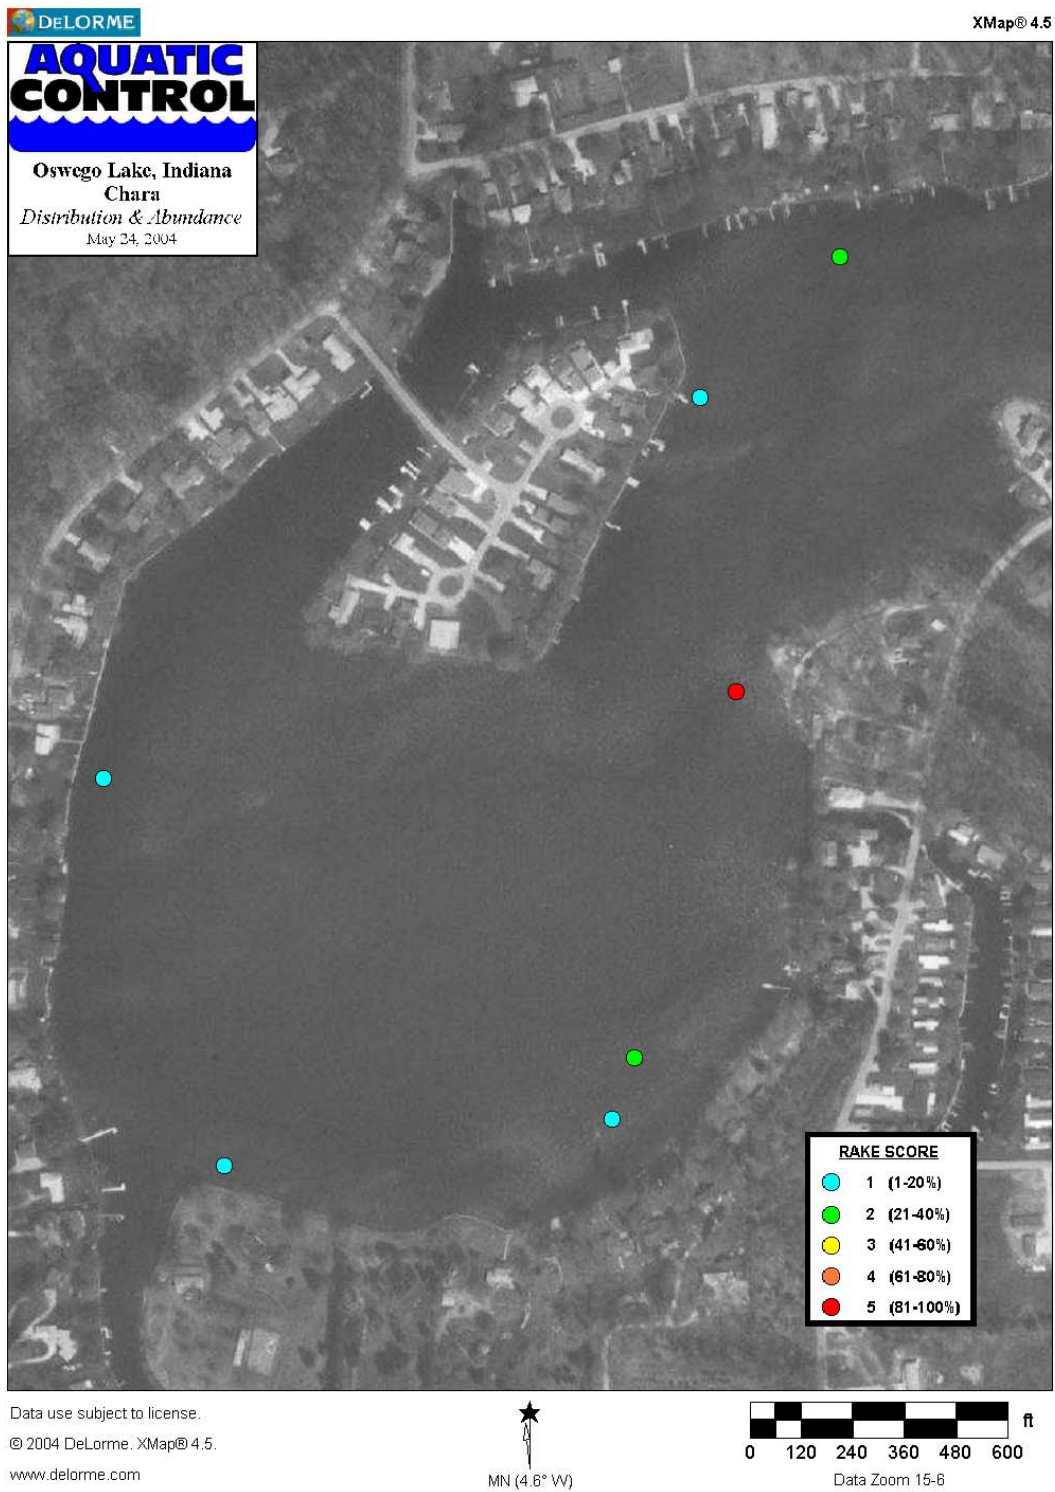 DELORME
XMap® 4.5
AQUATIC
CONTROL
Oswego Lake, Indiana
Chara
Distribution & Abundance
May 24, 2004
RAKE SCORE
1 (1-20%)
2 (21-40%)
3 (41-60%)
4 (61-80%)
5 (81-100%)
Data use subject to license.
© 2004 DeLorme. XMap® 4.5.
www.delorme.com
MN (4.6° W)
ft
0 120 240 360 480 600
Data Zoom 15-6